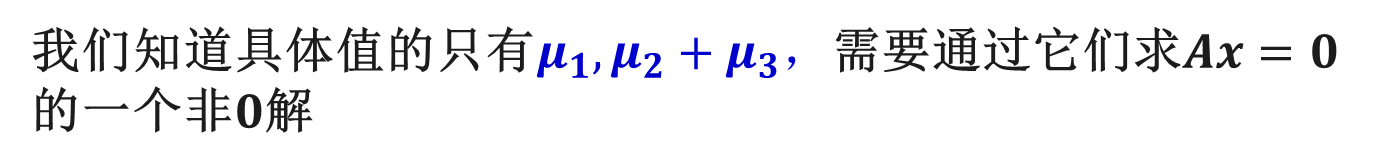 我们知道具体值的只有μ₁,μ₂ + μ₃，需要通过它们求Ax = 0
的一个非0解